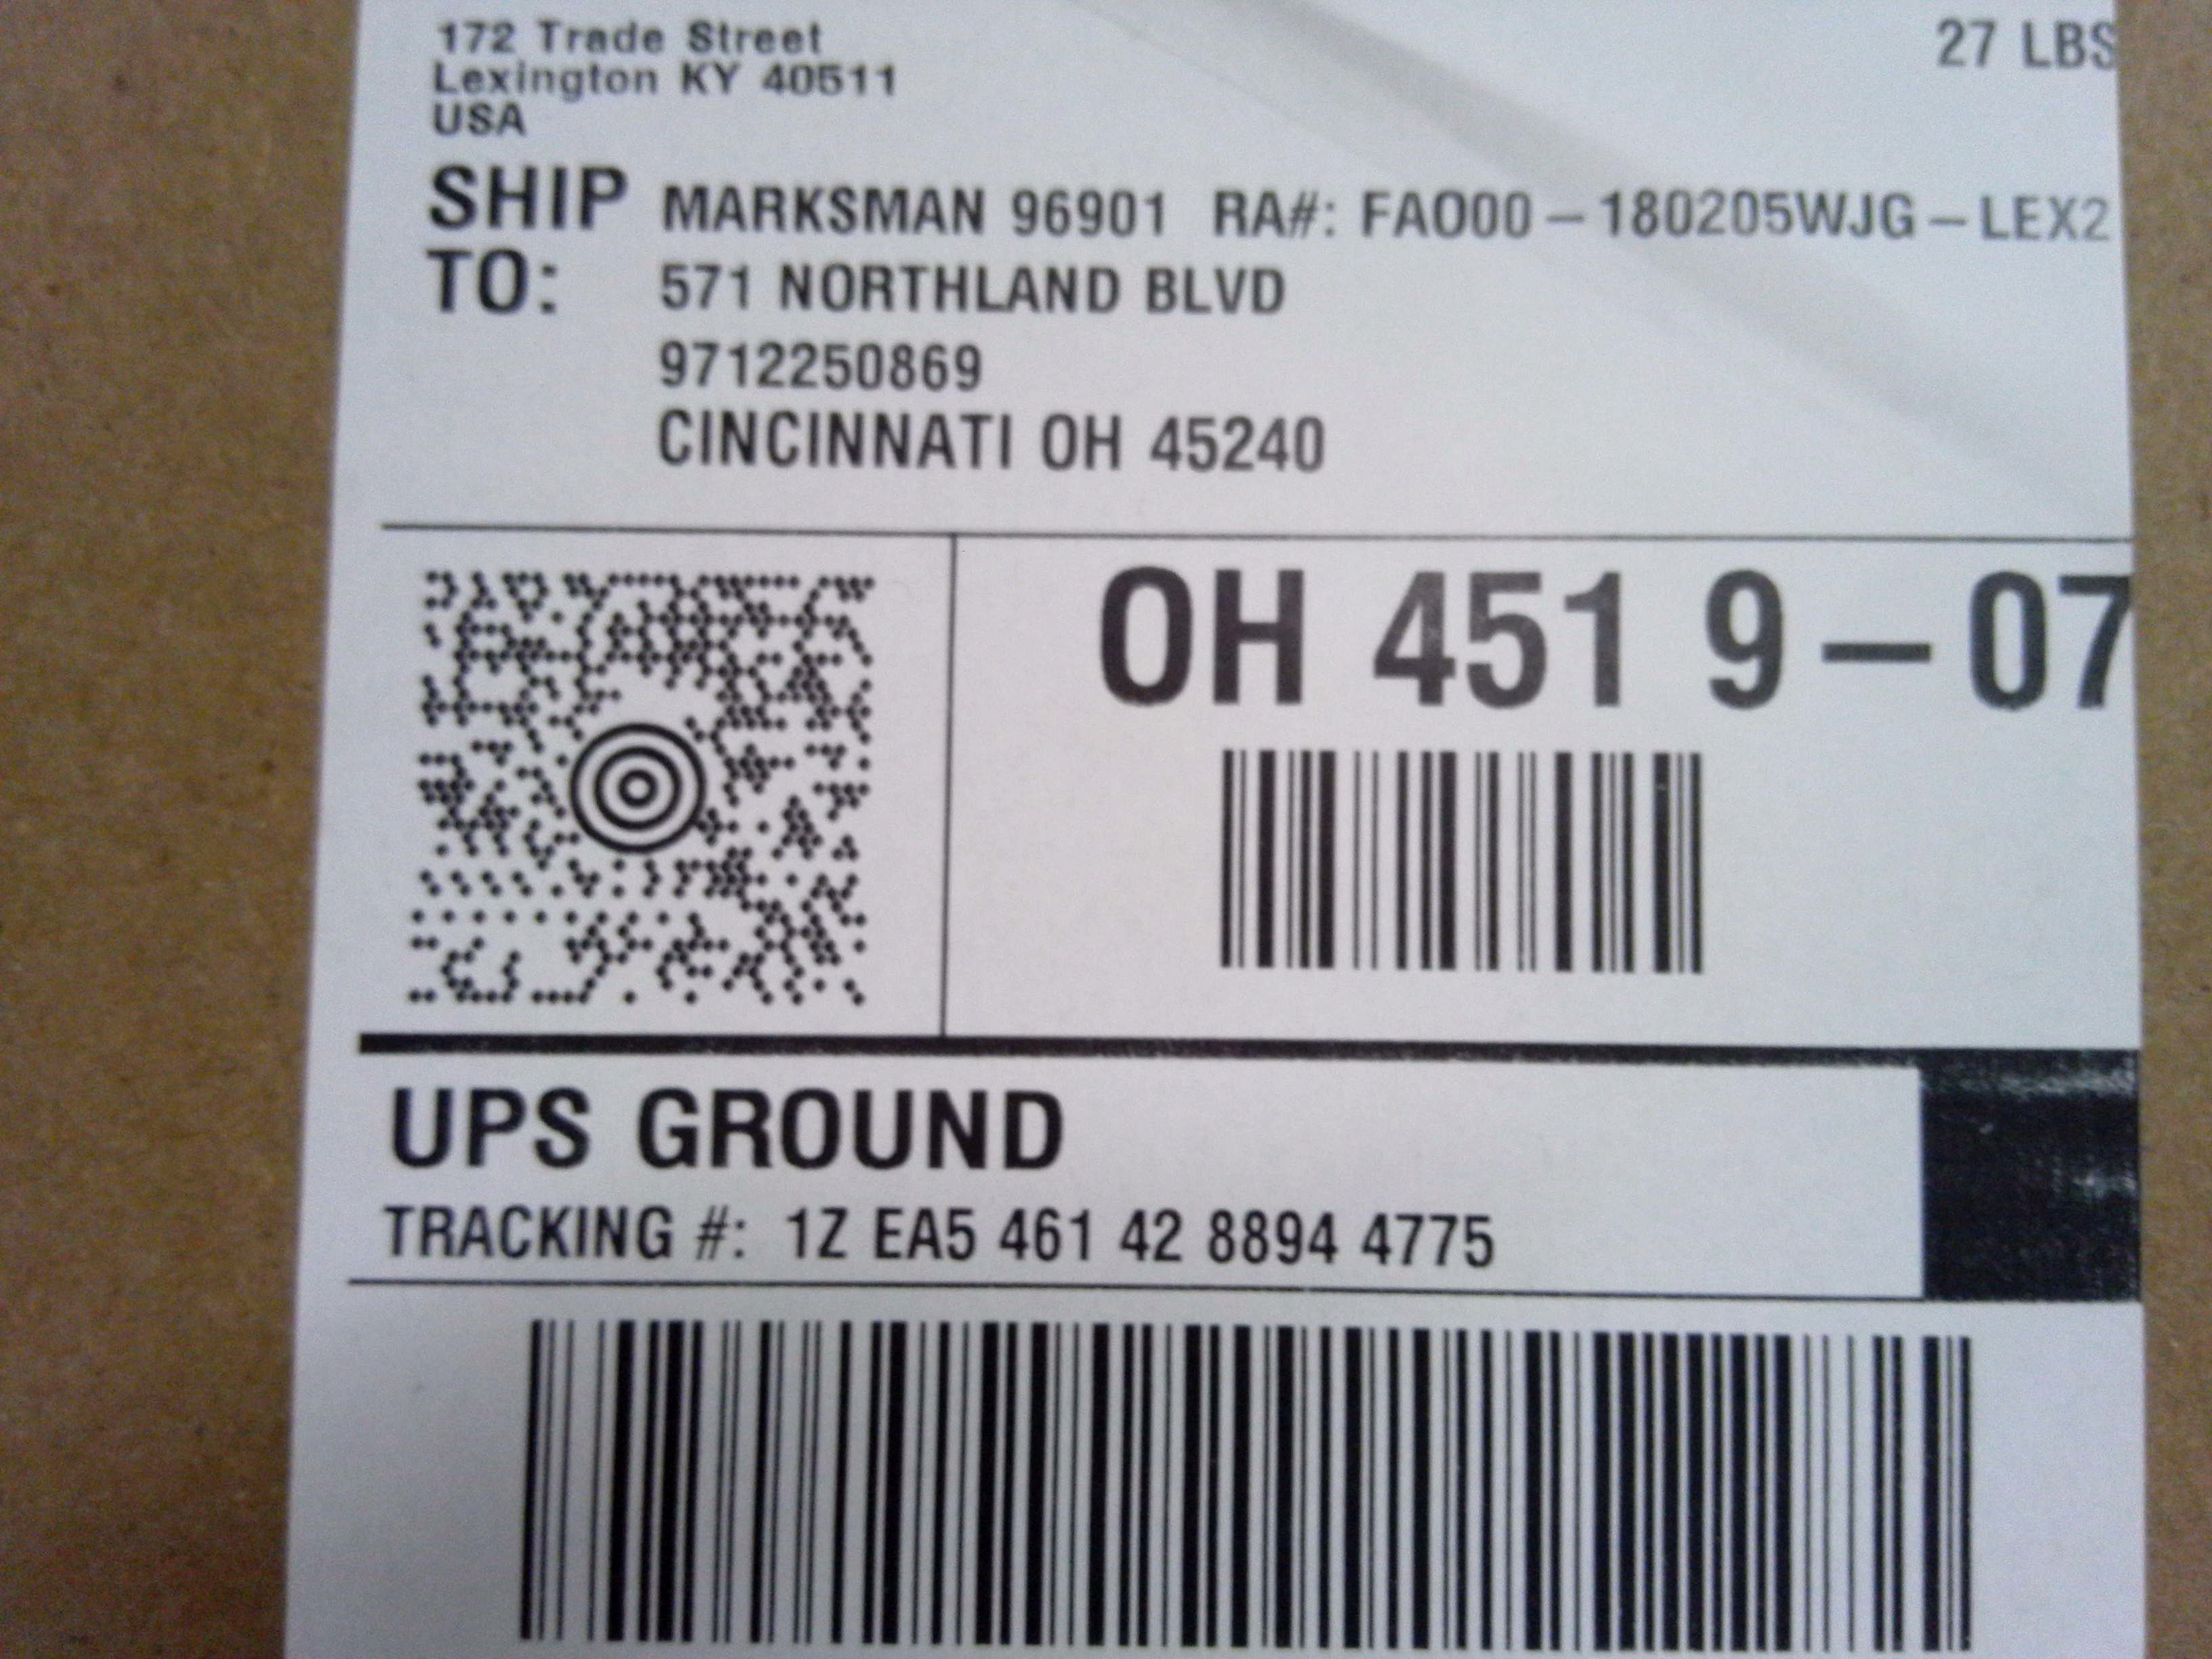 172 Trade Street
Lexington KY 40511
USA
27 LBS
SHIP TO:
MARKSMAN 96901 RA#: FAO00-180205WJG-LEX2
571 NORTHLAND BLVD
9712250869
CINCINNATI OH 45240
OH 451 9-07
UPS GROUND
TRACKING #: 1Z EA5 461 42 8894 4775